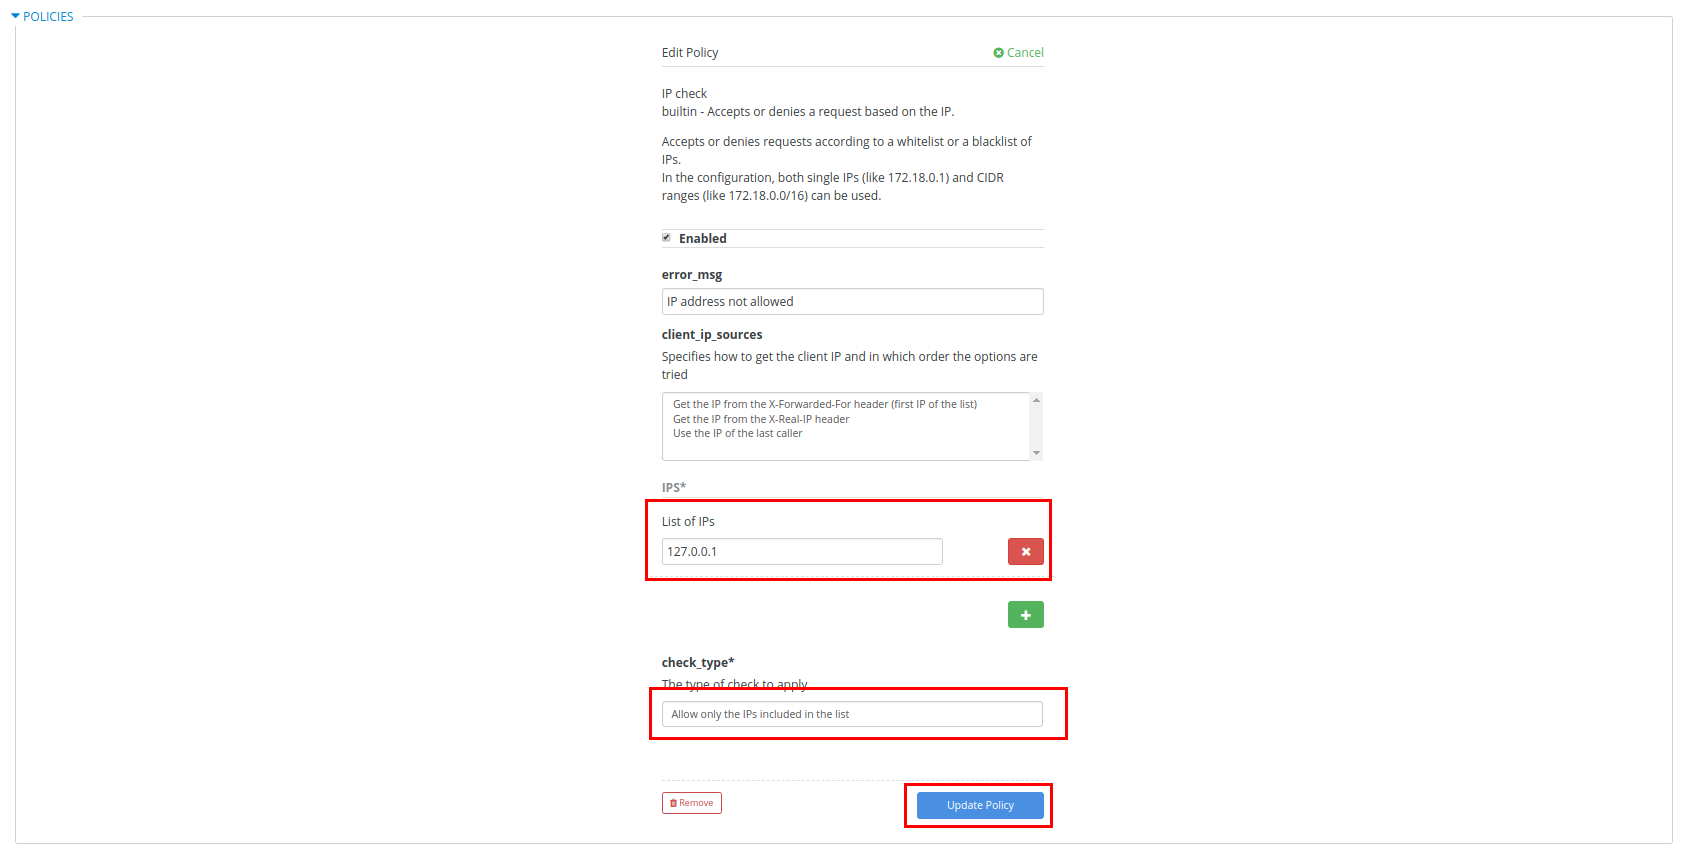 POLICIES
Edit Policy
Cancel
IP check
builtin - Accepts or denies a request based on the IP.
Accepts or denies requests according to a whitelist or a blacklist of
IPs.
In the configuration, both single IPs (like 172.18.0.1) and CIDR
ranges (like 172.18.0.0/16) can be used.
Enabled
error_msg
IP address not allowed
client_ip_sources
Specifies how to get the client IP and in which order the options are
tried
Get the IP from the X-Forwarded-For header (first IP of the list)
Get the IP from the X-Real-IP header
Use the IP of the last caller
IPS*
List of IPs
127.0.0.1
check_type*
The type of check to apply
Allow only the IPs included in the list
Remove
Update Policy